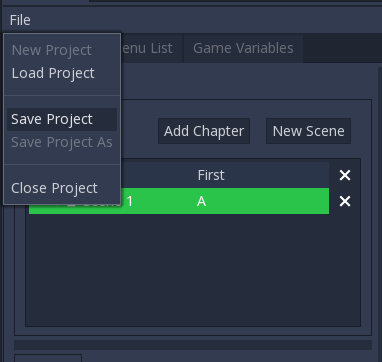 File
New Project
enu List
Game Variables
Load Project
Save Project
Add Chapter
New Scene
Save Project As
Close Project
First
Scene 1
A